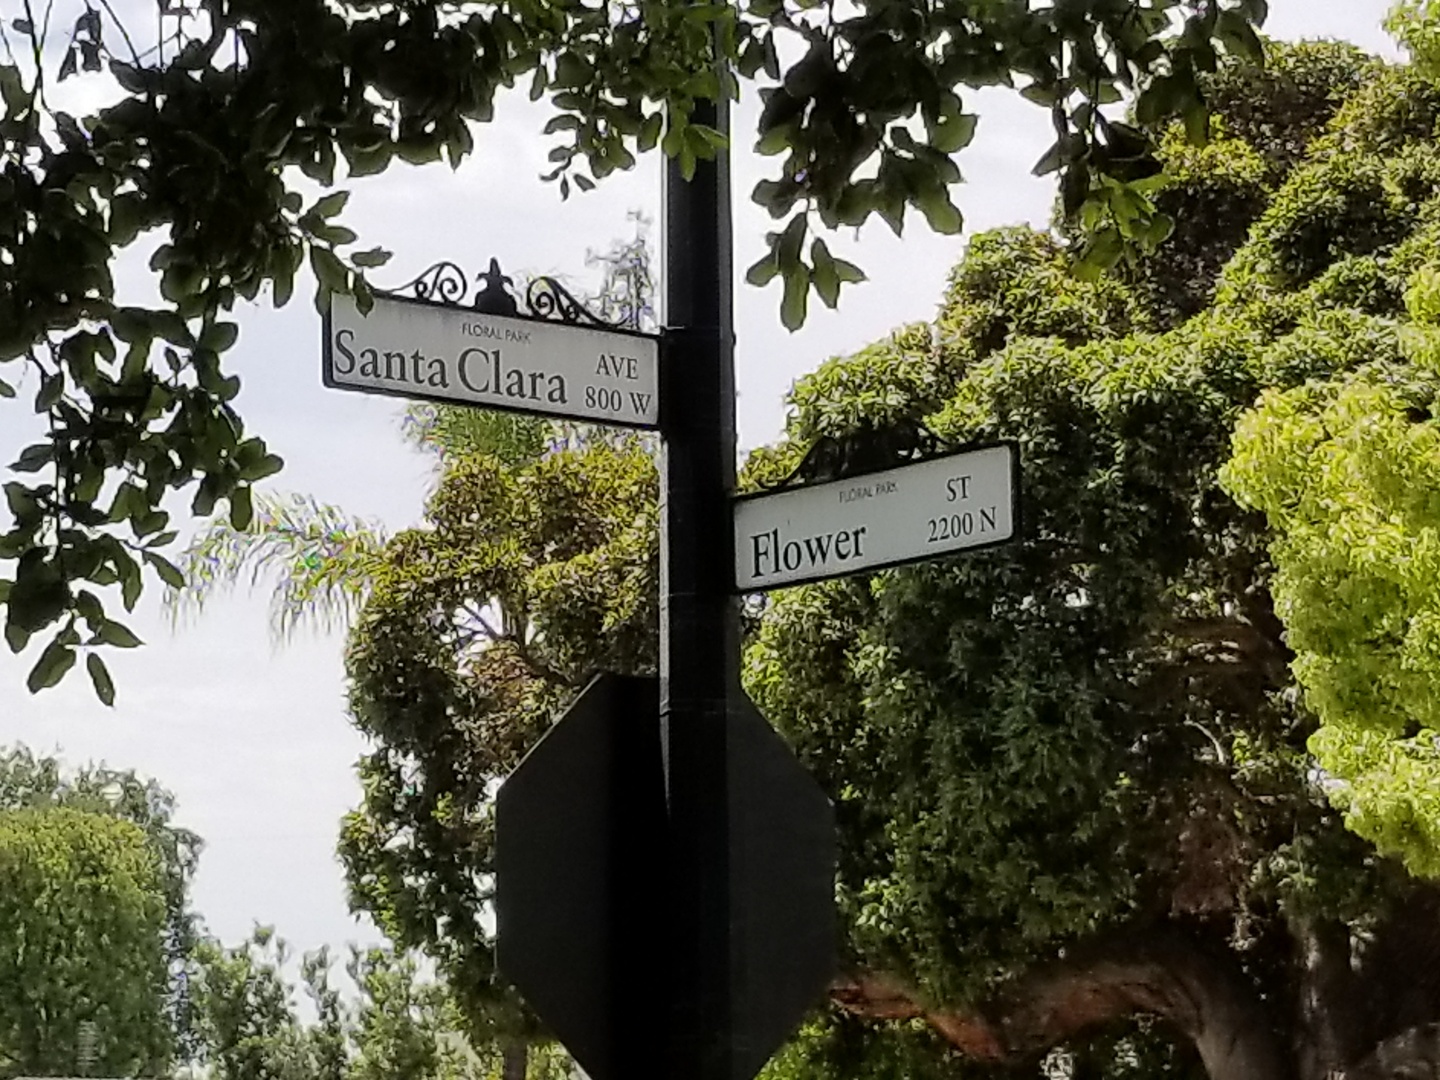 FLORAL PARK
Santa Clara AVE
800 W
FLORAL PARK
Flower ST
2200 N